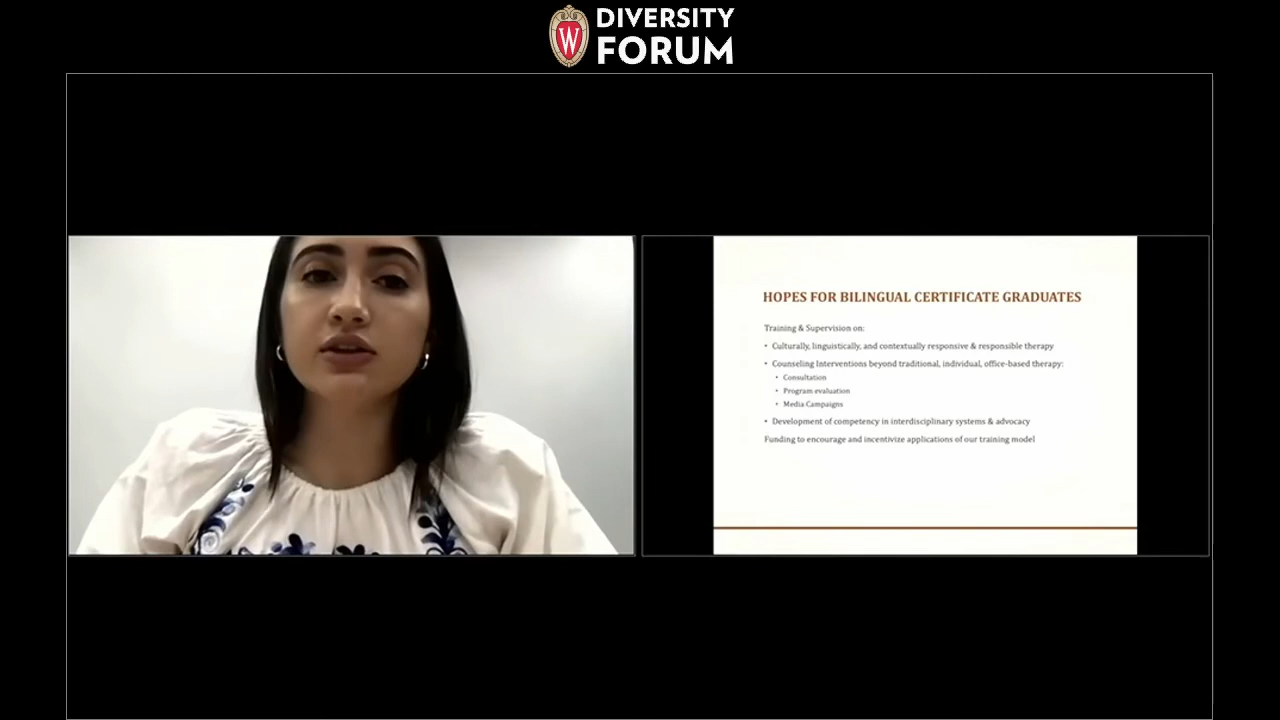 W
DIVERSITY
FORUM
HOPES FOR BILINGUAL CERTIFICATE GRADUATES
Training & Supervision on:
• Culturally, linguistically, and contextually responsive & responsible therapy
• Counseling Interventions beyond traditional, individual, office-based therapy:
• Consultation
• Program evaluation
• Media Campaigns
• Development of competency in interdisciplinary systems & advocacy
Funding to encourage and incentivize applications of our training model